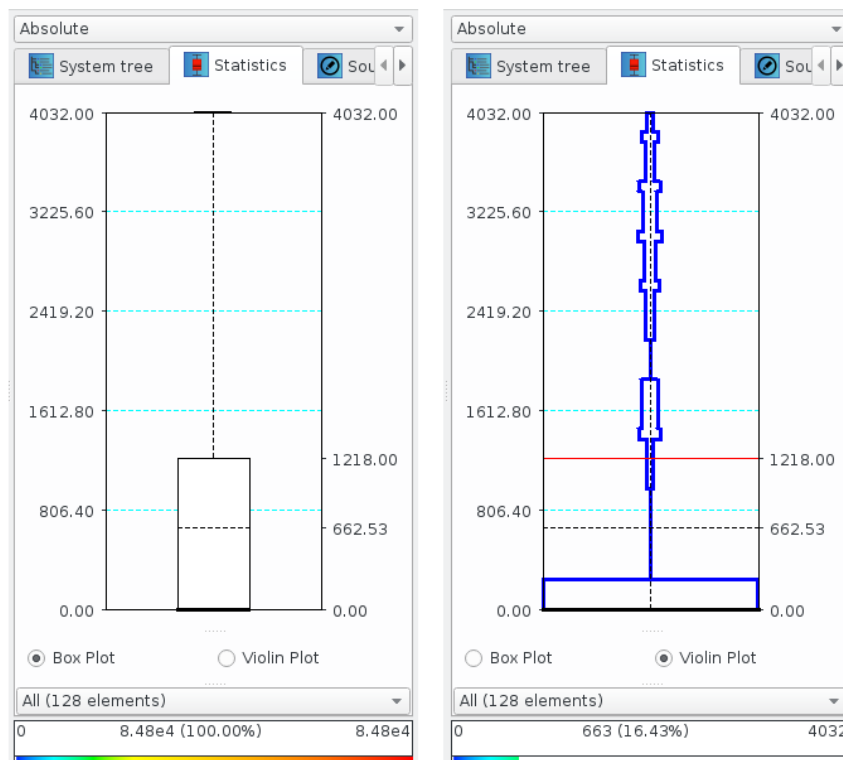 Absolute
System tree
Statistics
Sou
4032.00
4032.00
3225.60
2419.20
1612.80
1218.00
806.40
662.53
0.00
0.00
Box Plot
Violin Plot
All (128 elements)
0
8.48e4 (100.00%)
8.48e4
Absolute
System tree
Statistics
Sou
4032.00
4032.00
3225.60
2419.20
1612.80
1218.00
806.40
662.53
0.00
0.00
Box Plot
Violin Plot
All (128 elements)
0
663 (16.43%)
4032